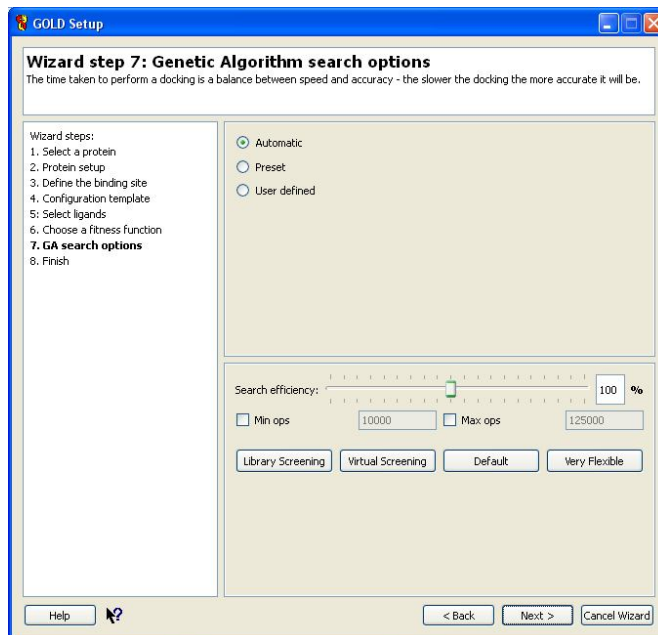 GOLD Setup
Wizard step 7: Genetic Algorithm search options
The time taken to perform a docking is a balance between speed and accuracy - the slower the docking the more accurate it will be.
Wizard steps:
1. Select a protein
2. Protein setup
3. Define the binding site
4. Configuration template
5: Select ligands
6. Choose a fitness function
7. GA search options
8. Finish
Automatic
Preset
User defined
Search efficiency: 100 %
Min ops 10000 Max ops 125000
Library Screening Virtual Screening Default Very Flexible
Help ? < Back Next > Cancel Wizard